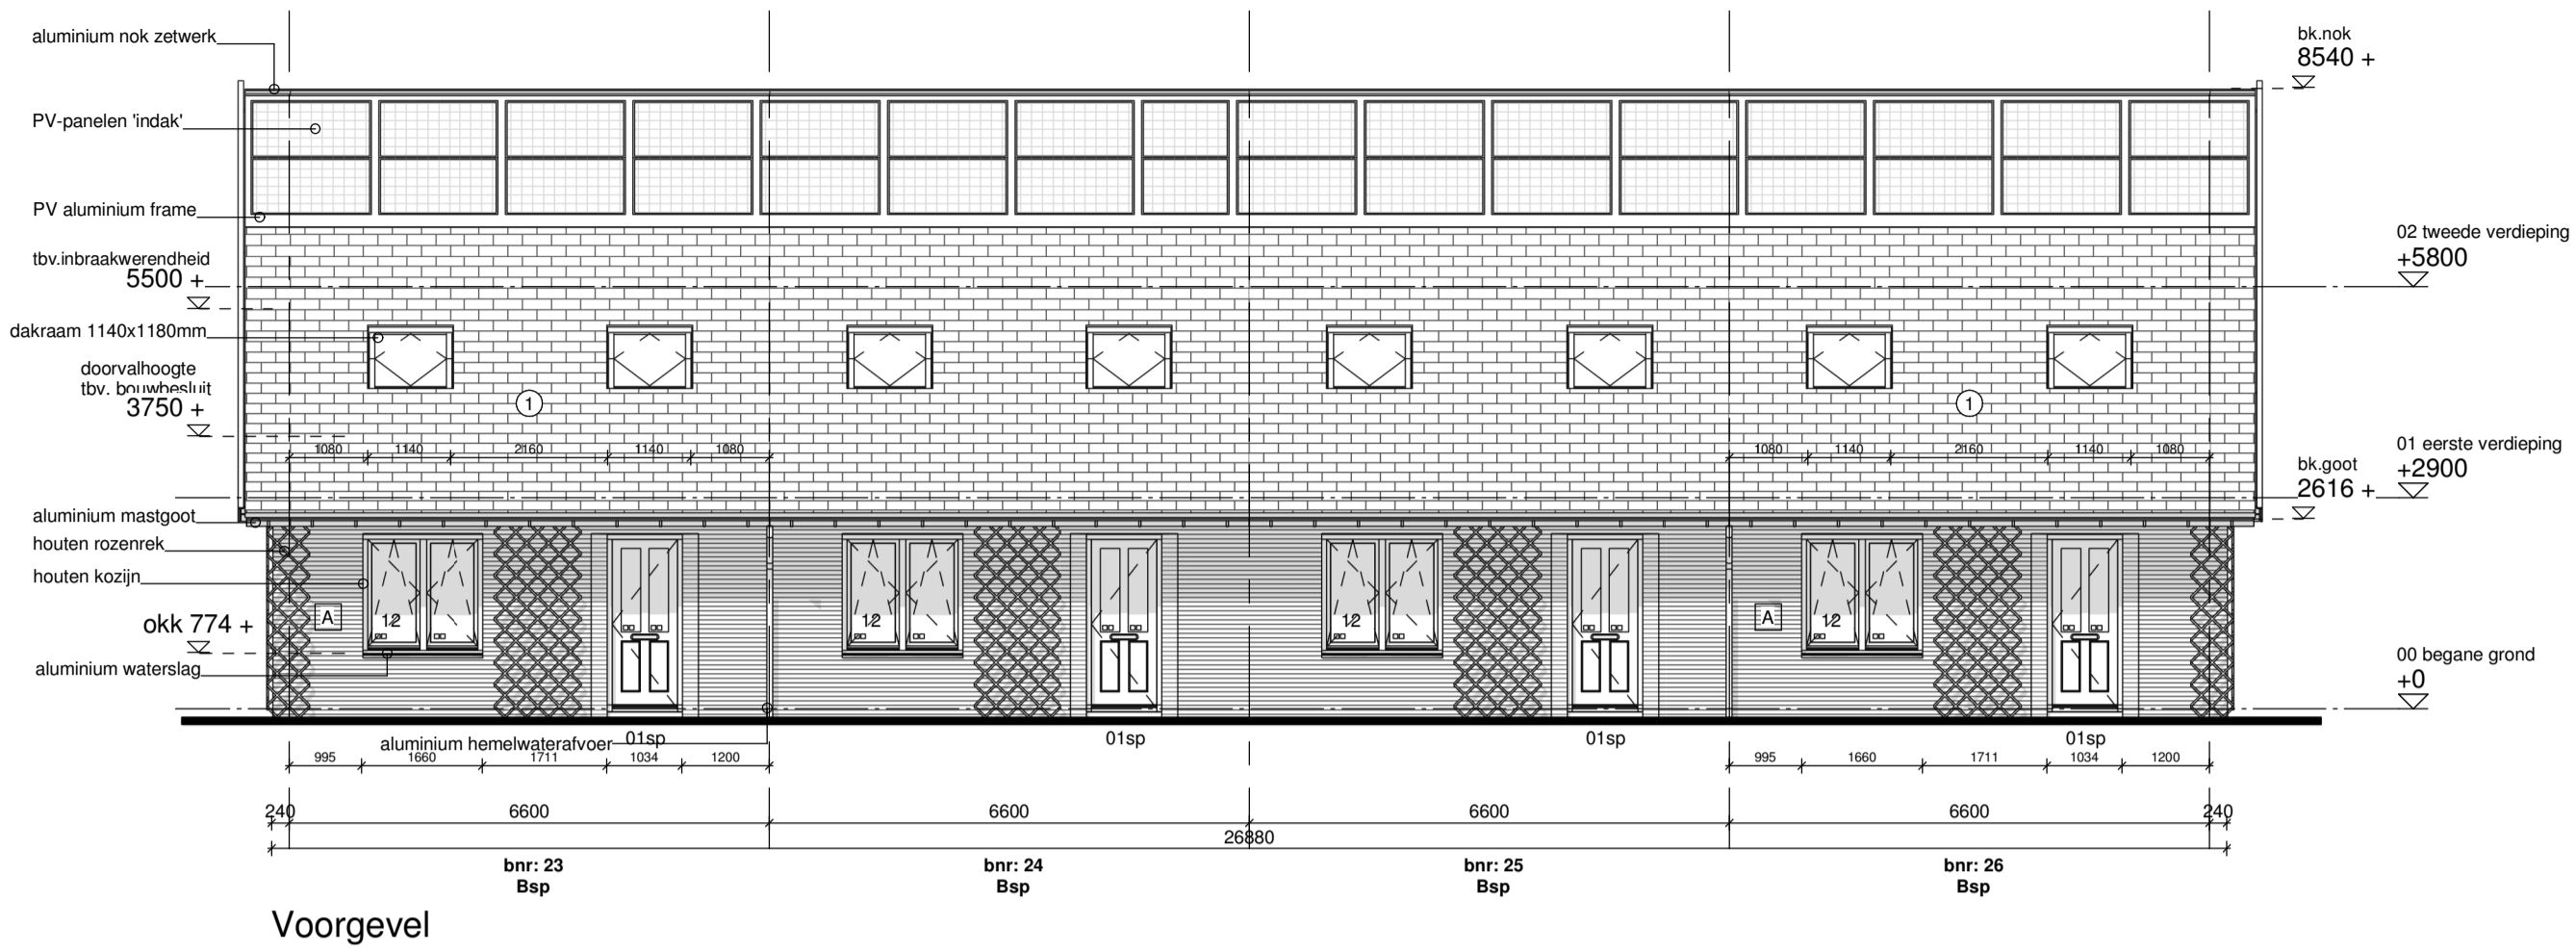 aluminium nok zetwerk
PV-panelen 'indak'
PV aluminium frame
tbv.inbraakwerendheid
5500 +
dakraam 1140x1180mm
doorvalhoogte
tbv. bouwbesluit
3750 +
aluminium mastgoot
houten rozenrek
houten kozijn
okk 774 +
aluminium waterslag
bk.nok
8540 +
02 tweede verdieping
+5800
01 eerste verdieping
+2900
bk.goot
2616 +
00 begane grond
+0
1 1
1080 1140 2160 1140 1080 1080 1140 2160 1140 1080
A 12 12 12 A 12
aluminium hemelwaterafvoer 01sp 01sp 01sp 01sp
995 1660 1711 1034 1200 995 1660 1711 1034 1200
240 6600 6600 6600 6600 240
26880
bnr: 23 bnr: 24 bnr: 25 bnr: 26
Bsp Bsp Bsp Bsp
Voorgevel